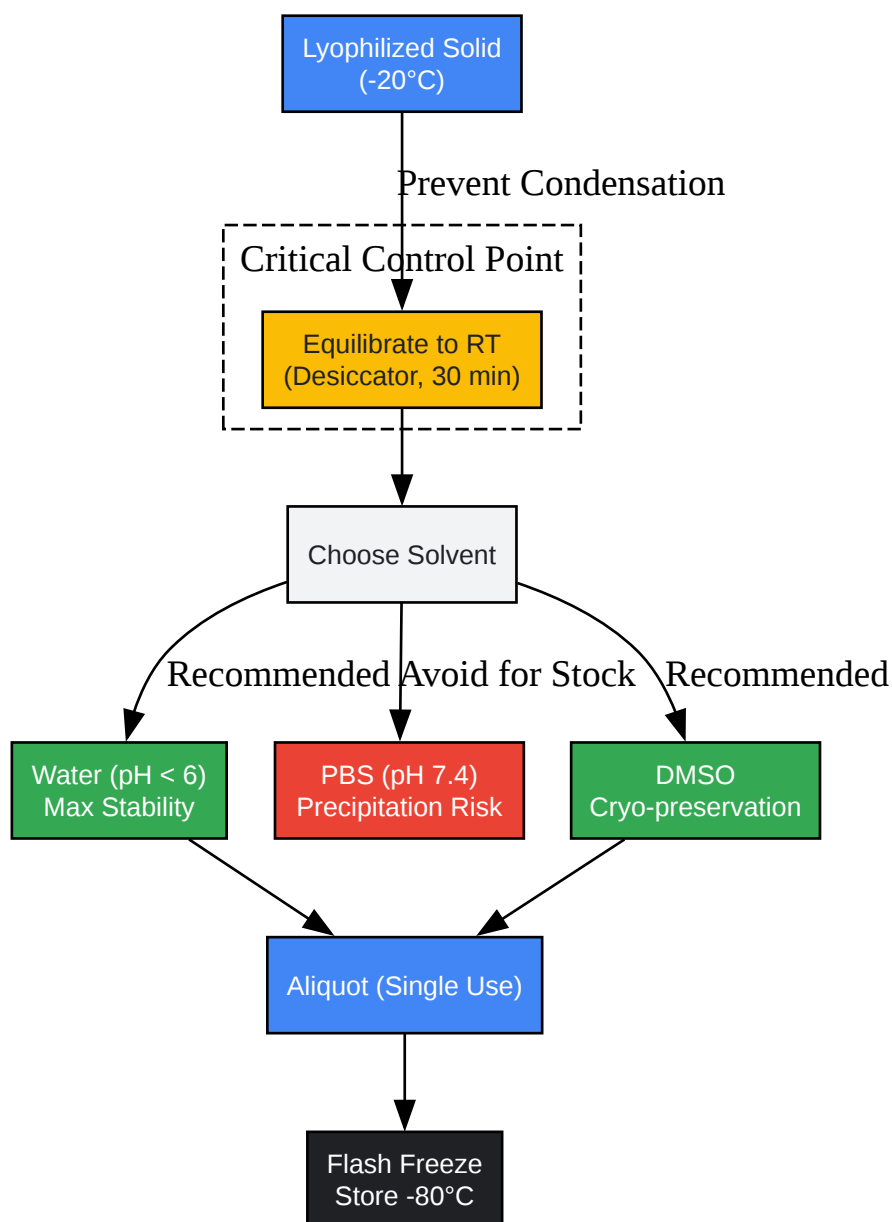 Lyophilized Solid
(-20°C)
Prevent Condensation
Critical Control Point
Equilibrate to RT
(Desiccator, 30 min)
Choose Solvent
Recommended
Avoid for Stock
Recommended
Water (pH < 6)
Max Stability
PBS (pH 7.4)
Precipitation Risk
DMSO
Cryo-preservation
Aliquot (Single Use)
Flash Freeze
Store -80°C